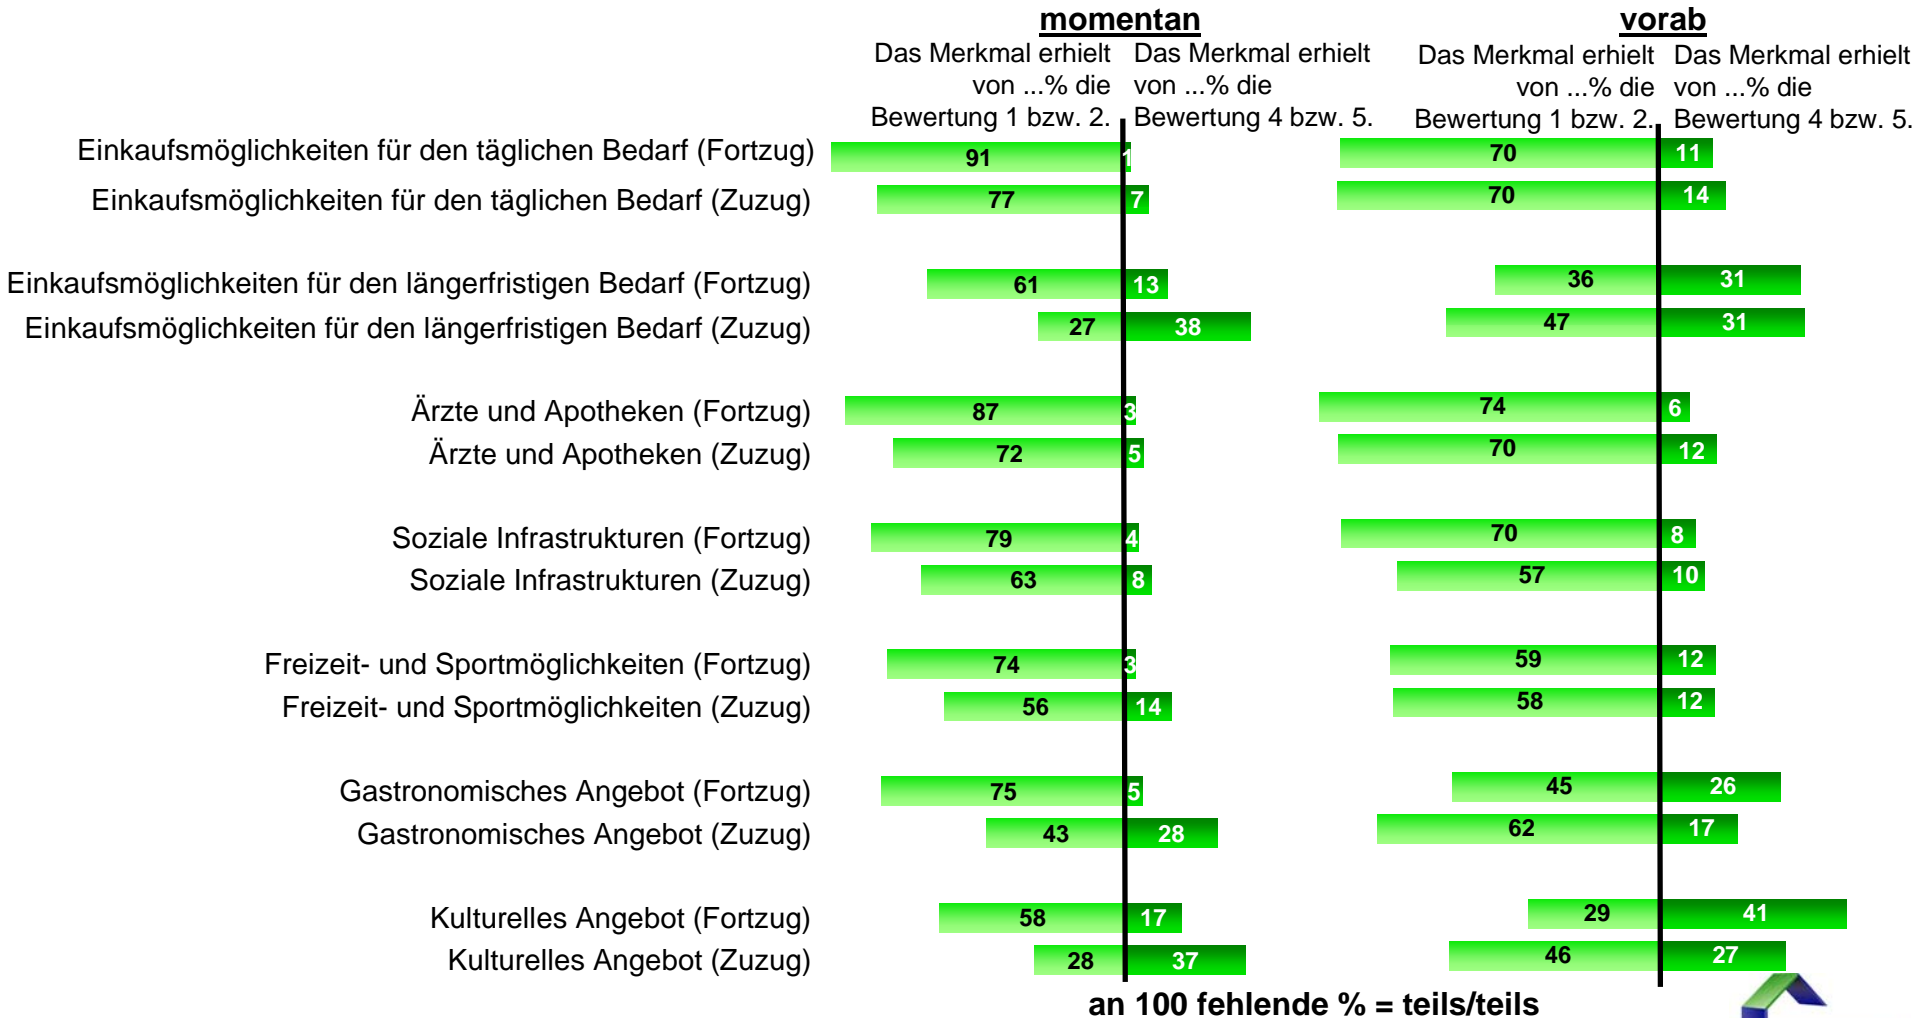 momentan
vorab
Das Merkmal erhielt von ...% die Bewertung 1 bzw. 2.
Das Merkmal erhielt von ...% die Bewertung 4 bzw. 5.
Das Merkmal erhielt von ...% die Bewertung 1 bzw. 2.
Das Merkmal erhielt von ...% die Bewertung 4 bzw. 5.
Einkaufsmöglichkeiten für den täglichen Bedarf (Fortzug) 91 1 70 11
Einkaufsmöglichkeiten für den täglichen Bedarf (Zuzug) 77 7 70 14
Einkaufsmöglichkeiten für den längerfristigen Bedarf (Fortzug) 61 13 36 31
Einkaufsmöglichkeiten für den längerfristigen Bedarf (Zuzug) 27 38 47 31
Ärzte und Apotheken (Fortzug) 87 3 74 6
Ärzte und Apotheken (Zuzug) 72 5 70 12
Soziale Infrastrukturen (Fortzug) 79 4 70 8
Soziale Infrastrukturen (Zuzug) 63 8 57 10
Freizeit- und Sportmöglichkeiten (Fortzug) 74 3 59 12
Freizeit- und Sportmöglichkeiten (Zuzug) 56 14 58 12
Gastronomisches Angebot (Fortzug) 75 5 45 26
Gastronomisches Angebot (Zuzug) 43 28 62 17
Kulturelles Angebot (Fortzug) 58 17 29 41
Kulturelles Angebot (Zuzug) 28 37 46 27
an 100 fehlende % = teils/teils